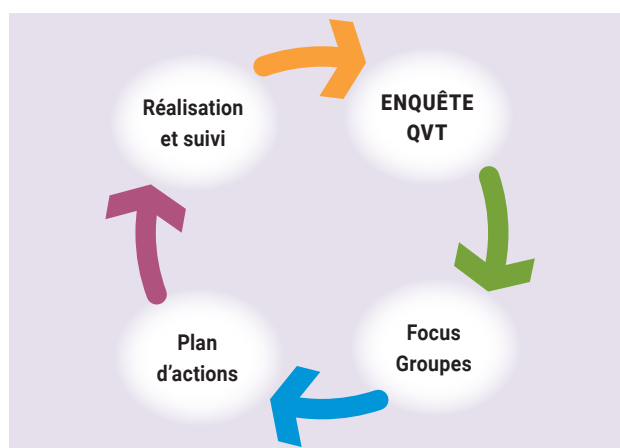 Réalisation
et suivi
ENQUÊTE
QVT
Focus
Groupes
Plan
d'actions